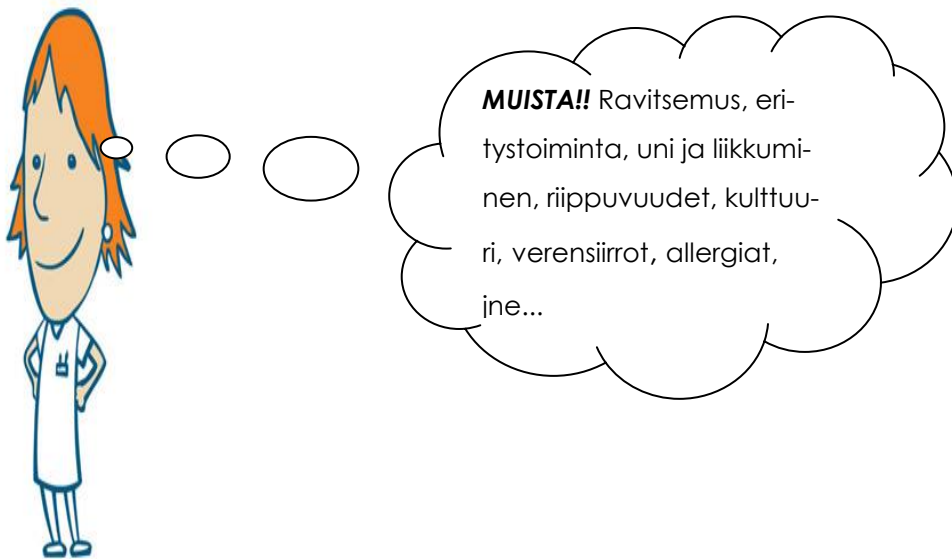 MUISTA!! Ravitsemus, eri-
tystoiminta, uni ja liikkumi-
nen, riippuvuudet, kulttuu-
ri, verensiirrot, allergiat,
jne...